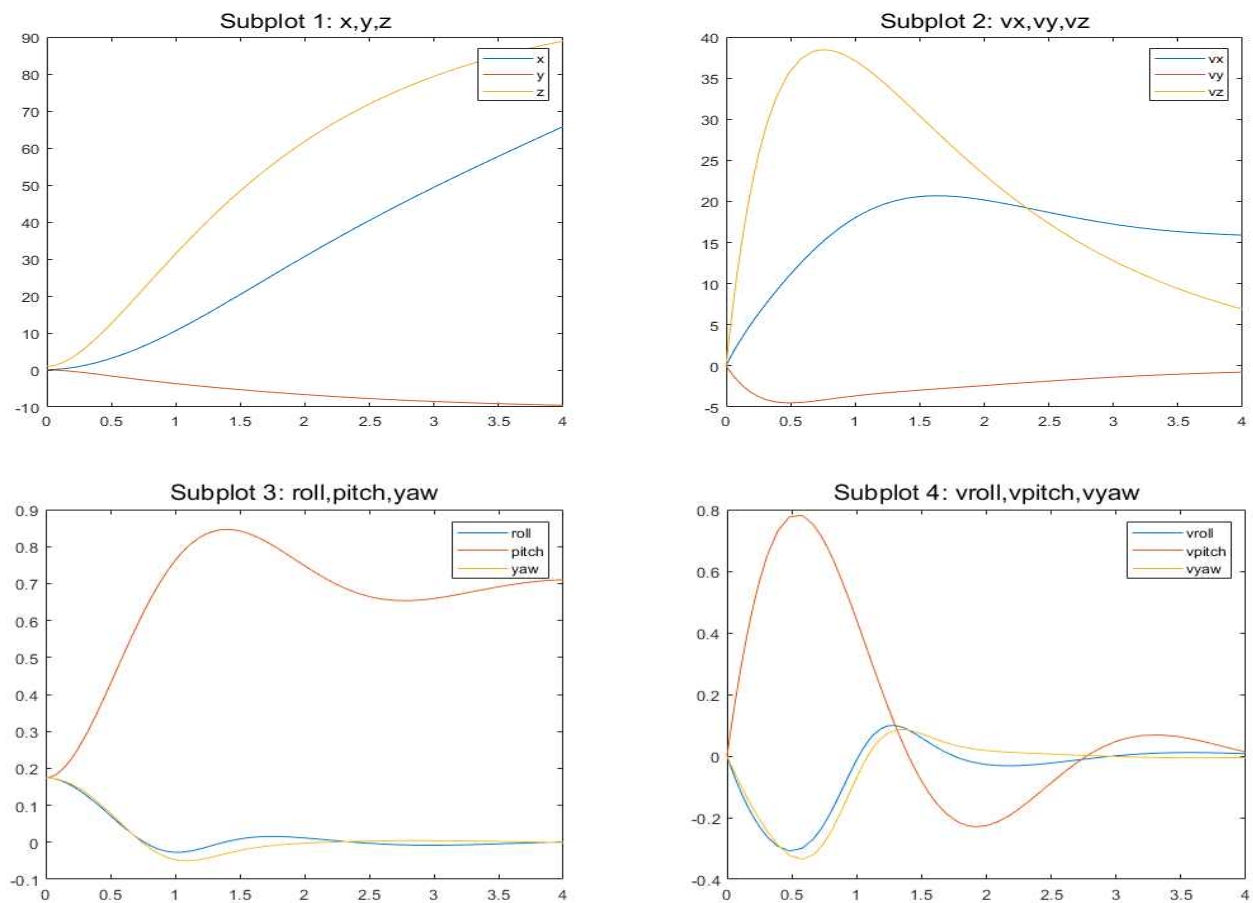 Subplot 1: x,y,z
90
80
70
60
50
40
30
20
10
0
-10
0 0.5 1 1.5 2 2.5 3 3.5 4
x
y
z
Subplot 2: vx,vy,vz
40
35
30
25
20
15
10
5
0
-5
0 0.5 1 1.5 2 2.5 3 3.5 4
vx
vy
vz
Subplot 3: roll,pitch,yaw
0.9
0.8
0.7
0.6
0.5
0.4
0.3
0.2
0.1
0
-0.1
0 0.5 1 1.5 2 2.5 3 3.5 4
roll
pitch
yaw
Subplot 4: vroll,vpitch,vyaw
0.8
0.6
0.4
0.2
0
-0.2
-0.4
0 0.5 1 1.5 2 2.5 3 3.5 4
vroll
vpitch
vyaw